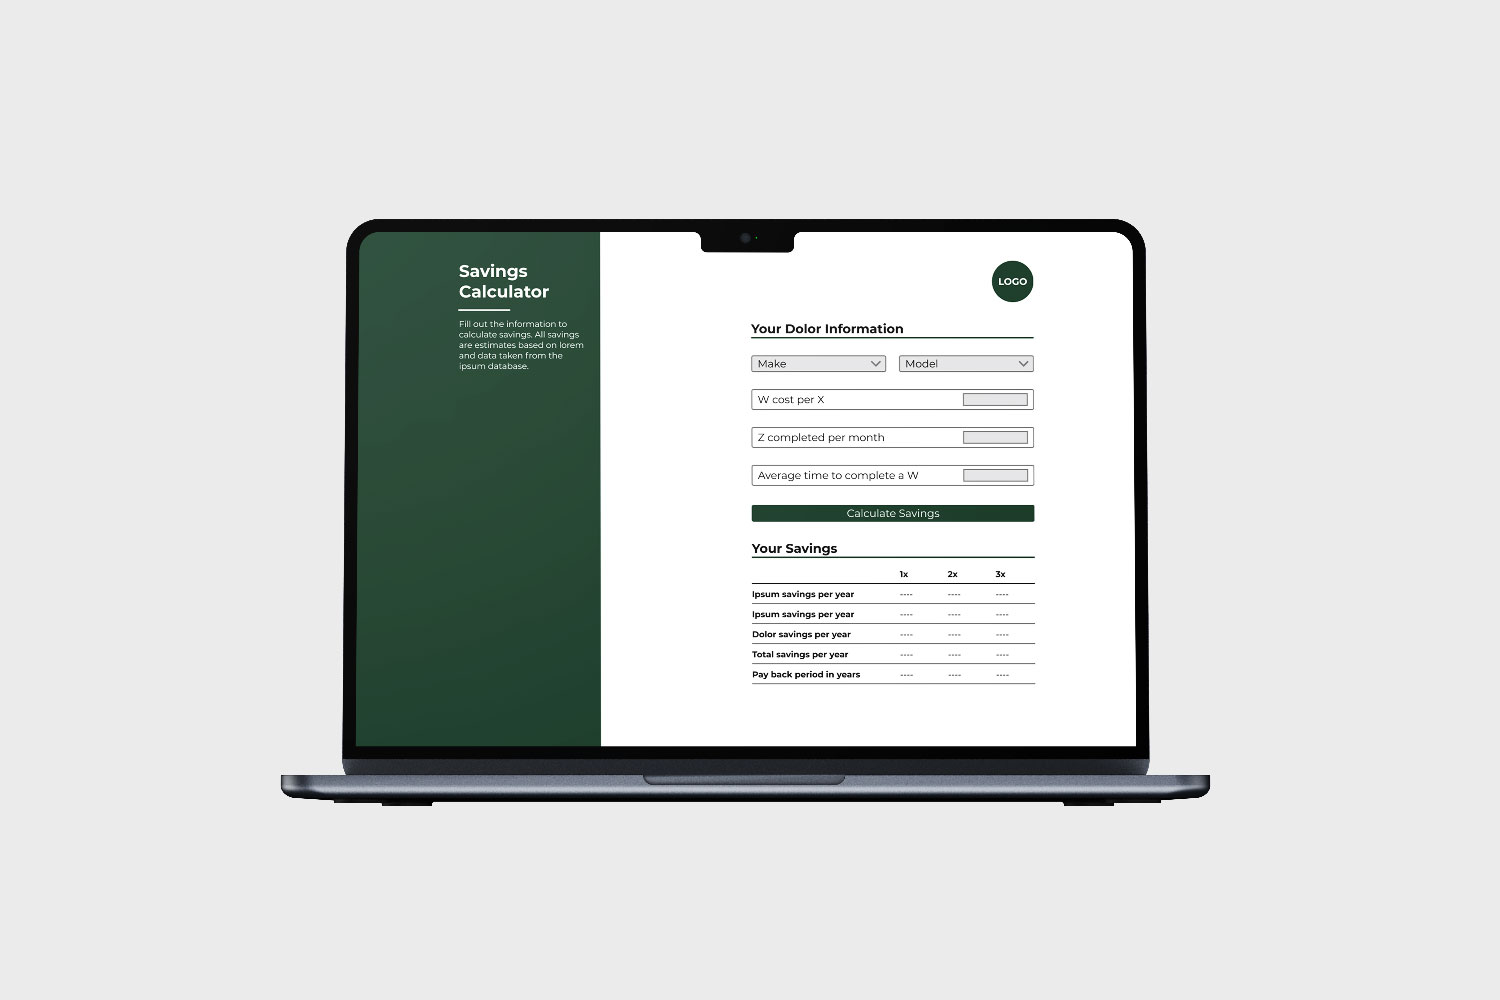 Savings
Calculator
Fill out the information to
calculate savings. All savings
are estimates based on lorem
and data taken from the
ipsum database.
LOGO
Your Dolor Information
Make Model
W cost per X
Z completed per month
Average time to complete a W
Calculate Savings
Your Savings
1x 2x 3x
Ipsum savings per year ---- ---- ----
Ipsum savings per year ---- ---- ----
Dolor savings per year ---- ---- ----
Total savings per year ---- ---- ----
Pay back period in years ---- ---- ----